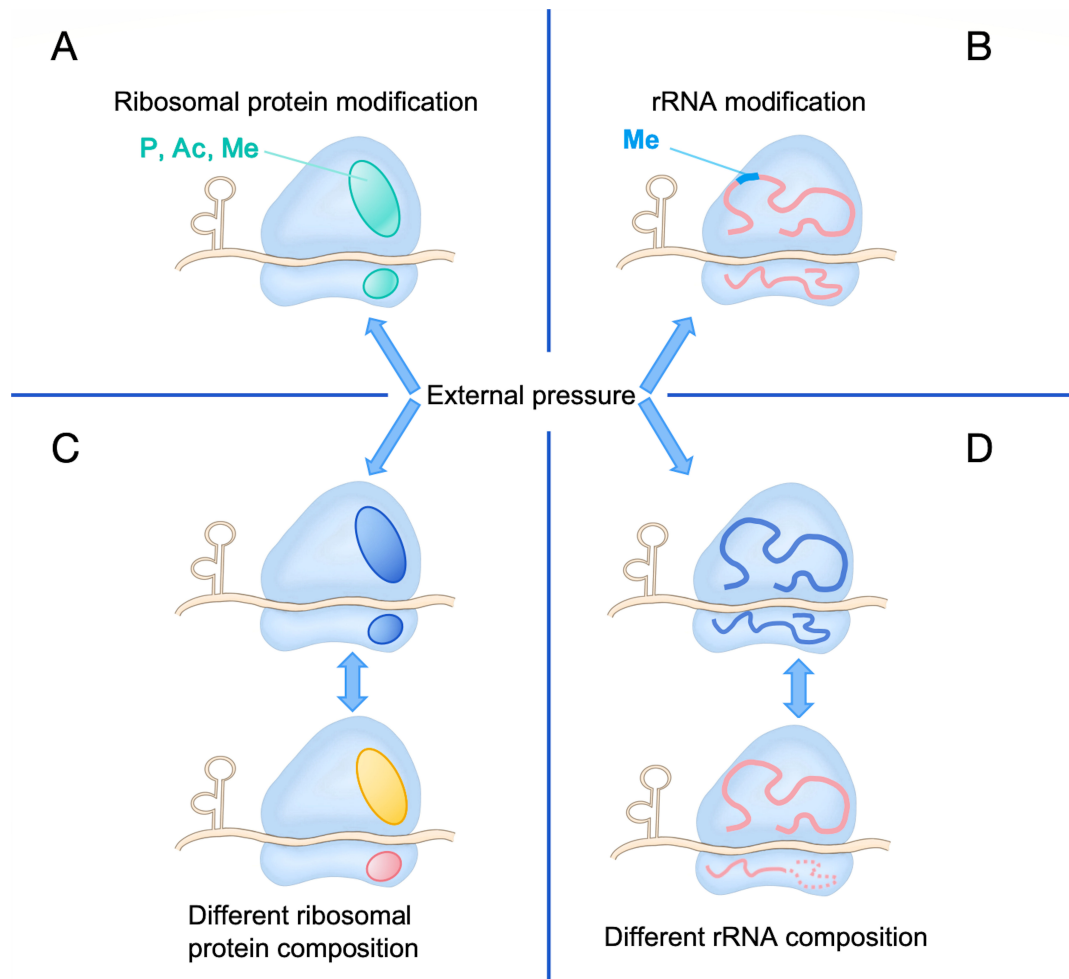 A
B
Ribosomal protein modification
rRNA modification
P, Ac, Me
Me
External pressure
C
D
Different ribosomal
protein composition
Different rRNA composition